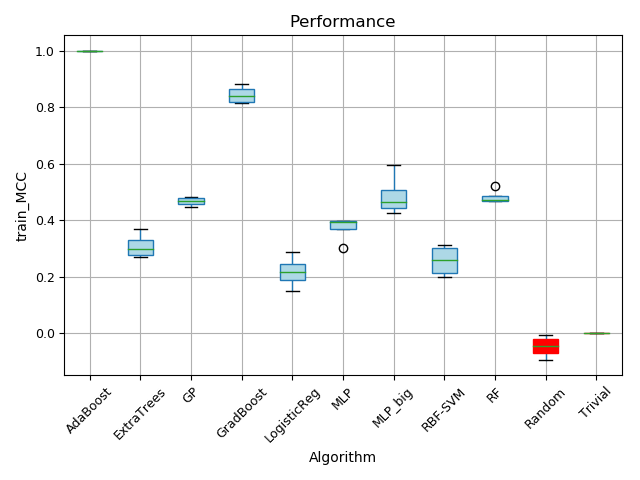 Performance
train_MCC
1.0
0.8
0.6
0.4
0.2
0.0
AdaBoost
ExtraTrees
GP
GradBoost
LogisticReg
MLP
MLP_big
RBF-SVM
RF
Random
Trivial
Algorithm